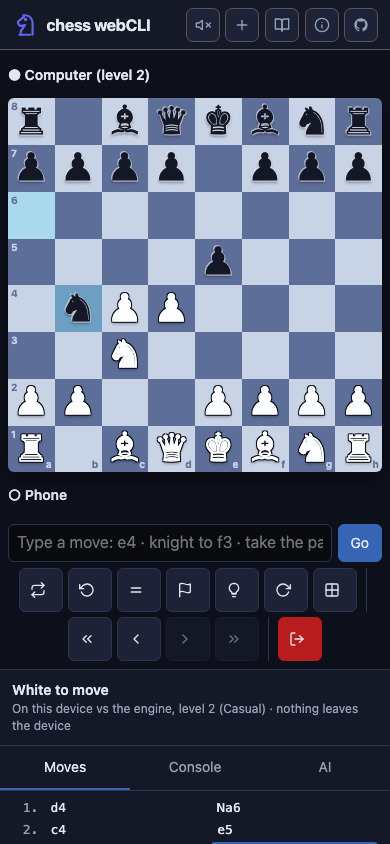 chess webCLI
Computer (level 2)
8
7
6
5
4
3
2
1
a b c d e f g h
Phone
Type a move: e4 · knight to f3 · take the pa
Go
White to move
On this device vs the engine, level 2 (Casual) · nothing leaves
the device
Moves Console AI
1. d4 Na6
2. c4 e5